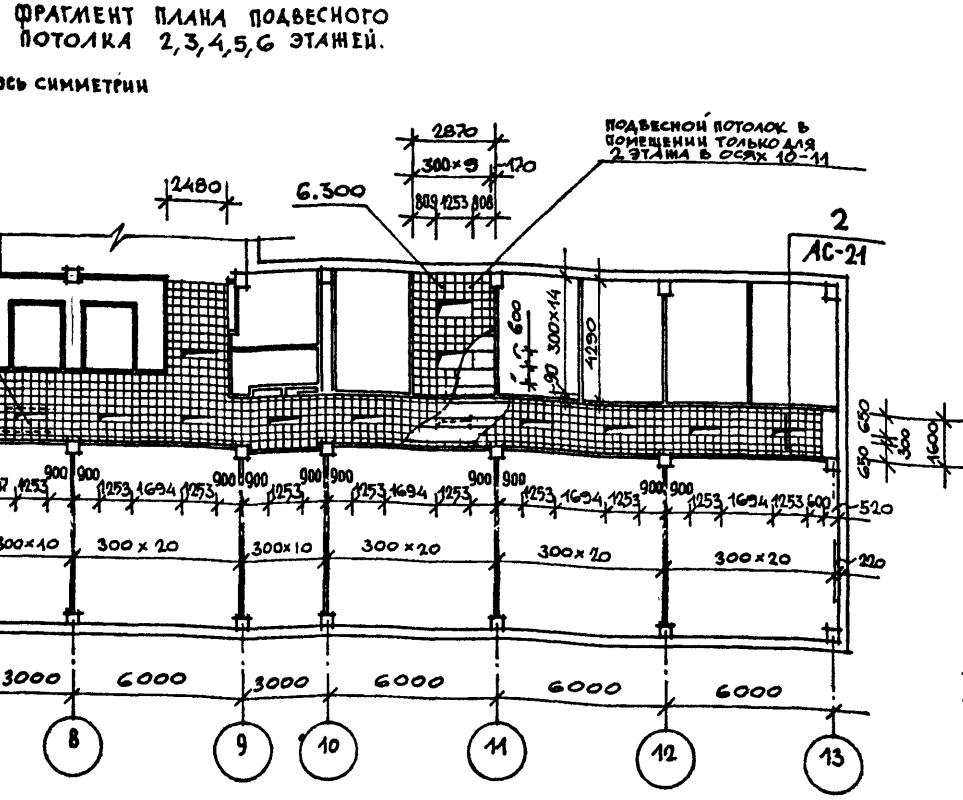 ФРАГМЕНТ ПЛАНА ПОДВЕСНОГО
ПОТОЛКА 2,3,4,5,6 ЭТАЖЕЙ.
ОСЬ СИММЕТРИИ
ПОДВЕСНОЙ ПОТОЛОК В
ПОМЕЩЕНИИ ТОЛЬКО ДЛЯ
2 ЭТАЖА В ОСЯХ 10-11
2870
300×9 170
2480
6.300
809 1253 808
2
АС-21
600
300×14
90
4290
650 650
300
1600
900 900 900 900 900 900 900 900 900
1253 1253 1694 1253 1253 1253 1694 1253 1253 1694 1253 1253 1694 1253 600 520
300×10 300×20 300×10 300×20 300×20 300×20 220
3000 6000 3000 6000 6000 6000
8 9 10 11 12 13